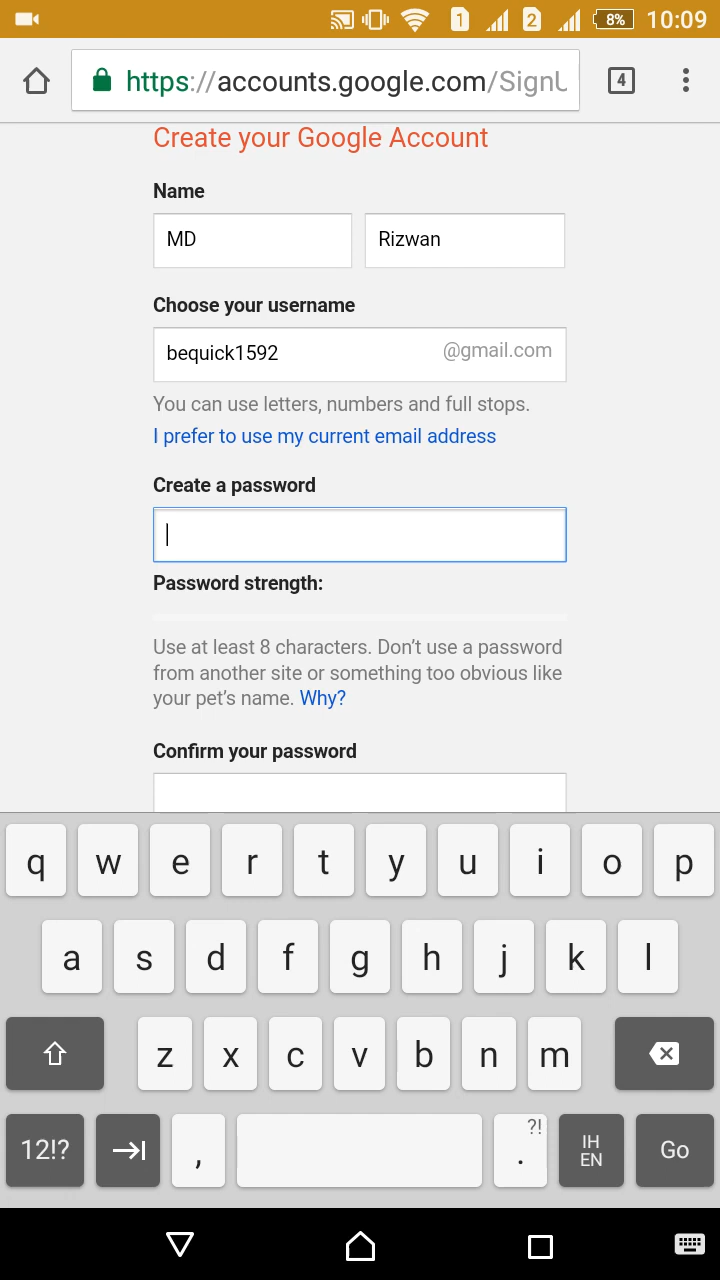 1 2 8% 10:09
https://accounts.google.com/SignU 4
Create your Google Account
Name
MD Rizwan
Choose your username
bequick1592 @gmail.com
You can use letters, numbers and full stops.
I prefer to use my current email address
Create a password
Password strength:
Use at least 8 characters. Don’t use a password
from another site or something too obvious like
your pet’s name. Why?
Confirm your password
q w e r t y u i o p
a s d f g h j k l
z x c v b n m
12!? , . ?! IH
EN Go